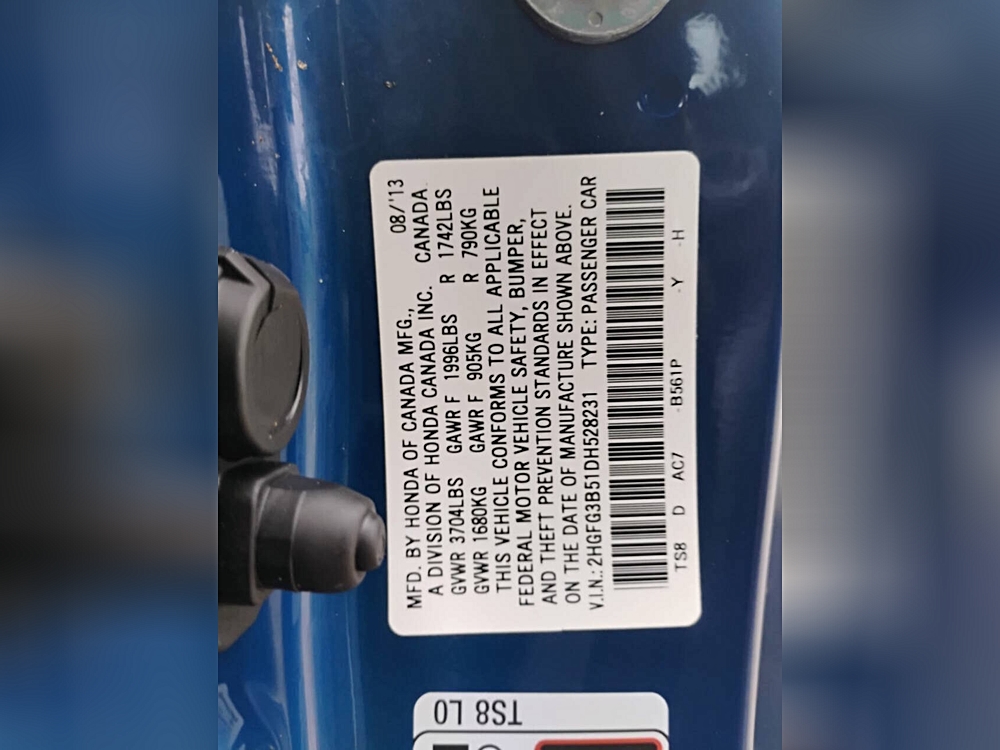 MFD. BY HONDA OF CANADA MFG., 08/'13
A DIVISION OF HONDA CANADA INC. CANADA
GVWR 3704LBS GAWR F 1996LBS R 1742LBS
GVWR 1680KG GAWR F 905KG R 790KG
THIS VEHICLE CONFORMS TO ALL APPLICABLE
FEDERAL MOTOR VEHICLE SAFETY, BUMPER,
AND THEFT PREVENTION STANDARDS IN EFFECT
ON THE DATE OF MANUFACTURE SHOWN ABOVE.
V.I.N.: 2HGFG3B51DH528231 TYPE: PASSENGER CAR
TS8 D AC7 -B561P -Y -H
TS8 L0